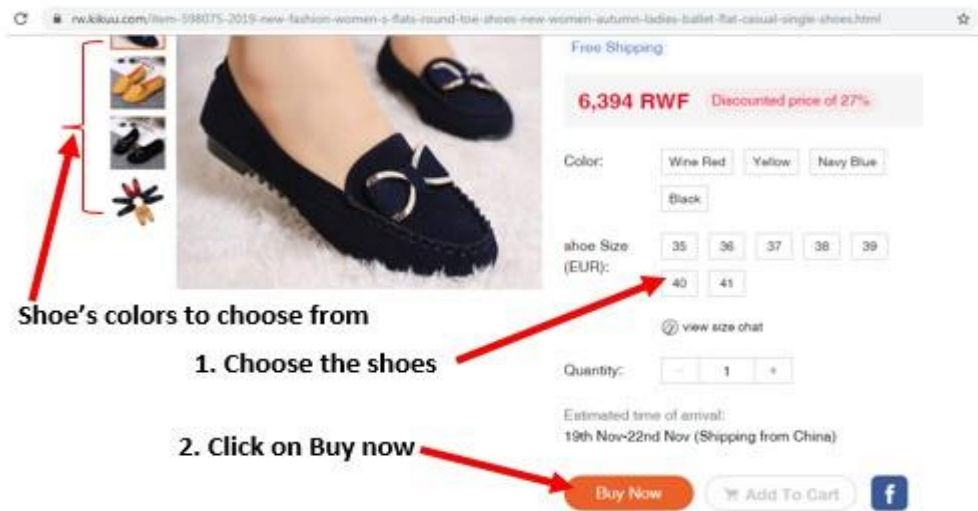 rw.kikuu.com/item-598075-2019-new-fashion-women-s-flats-round-toe-shoes-new-women-autumn-ladies-ballet-flat-casual-single-shoes.html
Free Shipping
6,394 RWF Discounted price of 27%
Color: Wine Red Yellow Navy Blue
Black
shoe Size (EUR): 35 36 37 38 39
40 41
view size chat
Shoe's colors to choose from
1. Choose the shoes
Quantity: - 1 +
Estimated time of arrival:
19th Nov-22nd Nov (Shipping from China)
2. Click on Buy now
Buy Now Add To Cart f